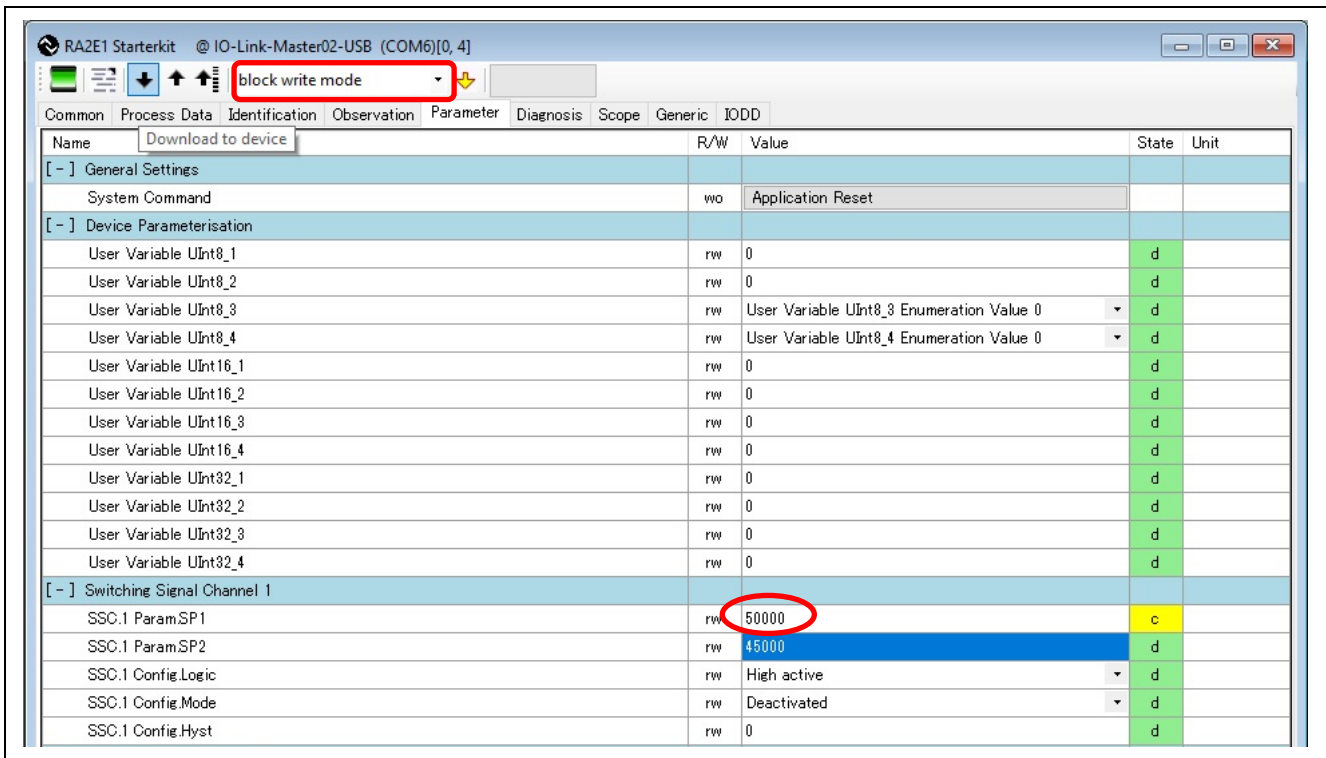 RA2E1 Starterkit @ IO-Link-Master02-USB (COM6)[0, 4]
block write mode
Common Process Data Identification Observation Parameter Diagnosis Scope Generic IODD
Download to device
Name R/W Value State Unit
[-] General Settings
System Command wo Application Reset
[-] Device Parameterisation
User Variable UInt8_1 rw 0 d
User Variable UInt8_2 rw 0 d
User Variable UInt8_3 rw User Variable UInt8_3 Enumeration Value 0 d
User Variable UInt8_4 rw User Variable UInt8_4 Enumeration Value 0 d
User Variable UInt16_1 rw 0 d
User Variable UInt16_2 rw 0 d
User Variable UInt16_3 rw 0 d
User Variable UInt16_4 rw 0 d
User Variable UInt32_1 rw 0 d
User Variable UInt32_2 rw 0 d
User Variable UInt32_3 rw 0 d
User Variable UInt32_4 rw 0 d
[-] Switching Signal Channel 1
SSC.1 Param.SP1 rw 50000 c
SSC.1 Param.SP2 rw 45000 d
SSC.1 Config.Logic rw High active d
SSC.1 Config.Mode rw Deactivated d
SSC.1 Config.Hyst rw 0 d